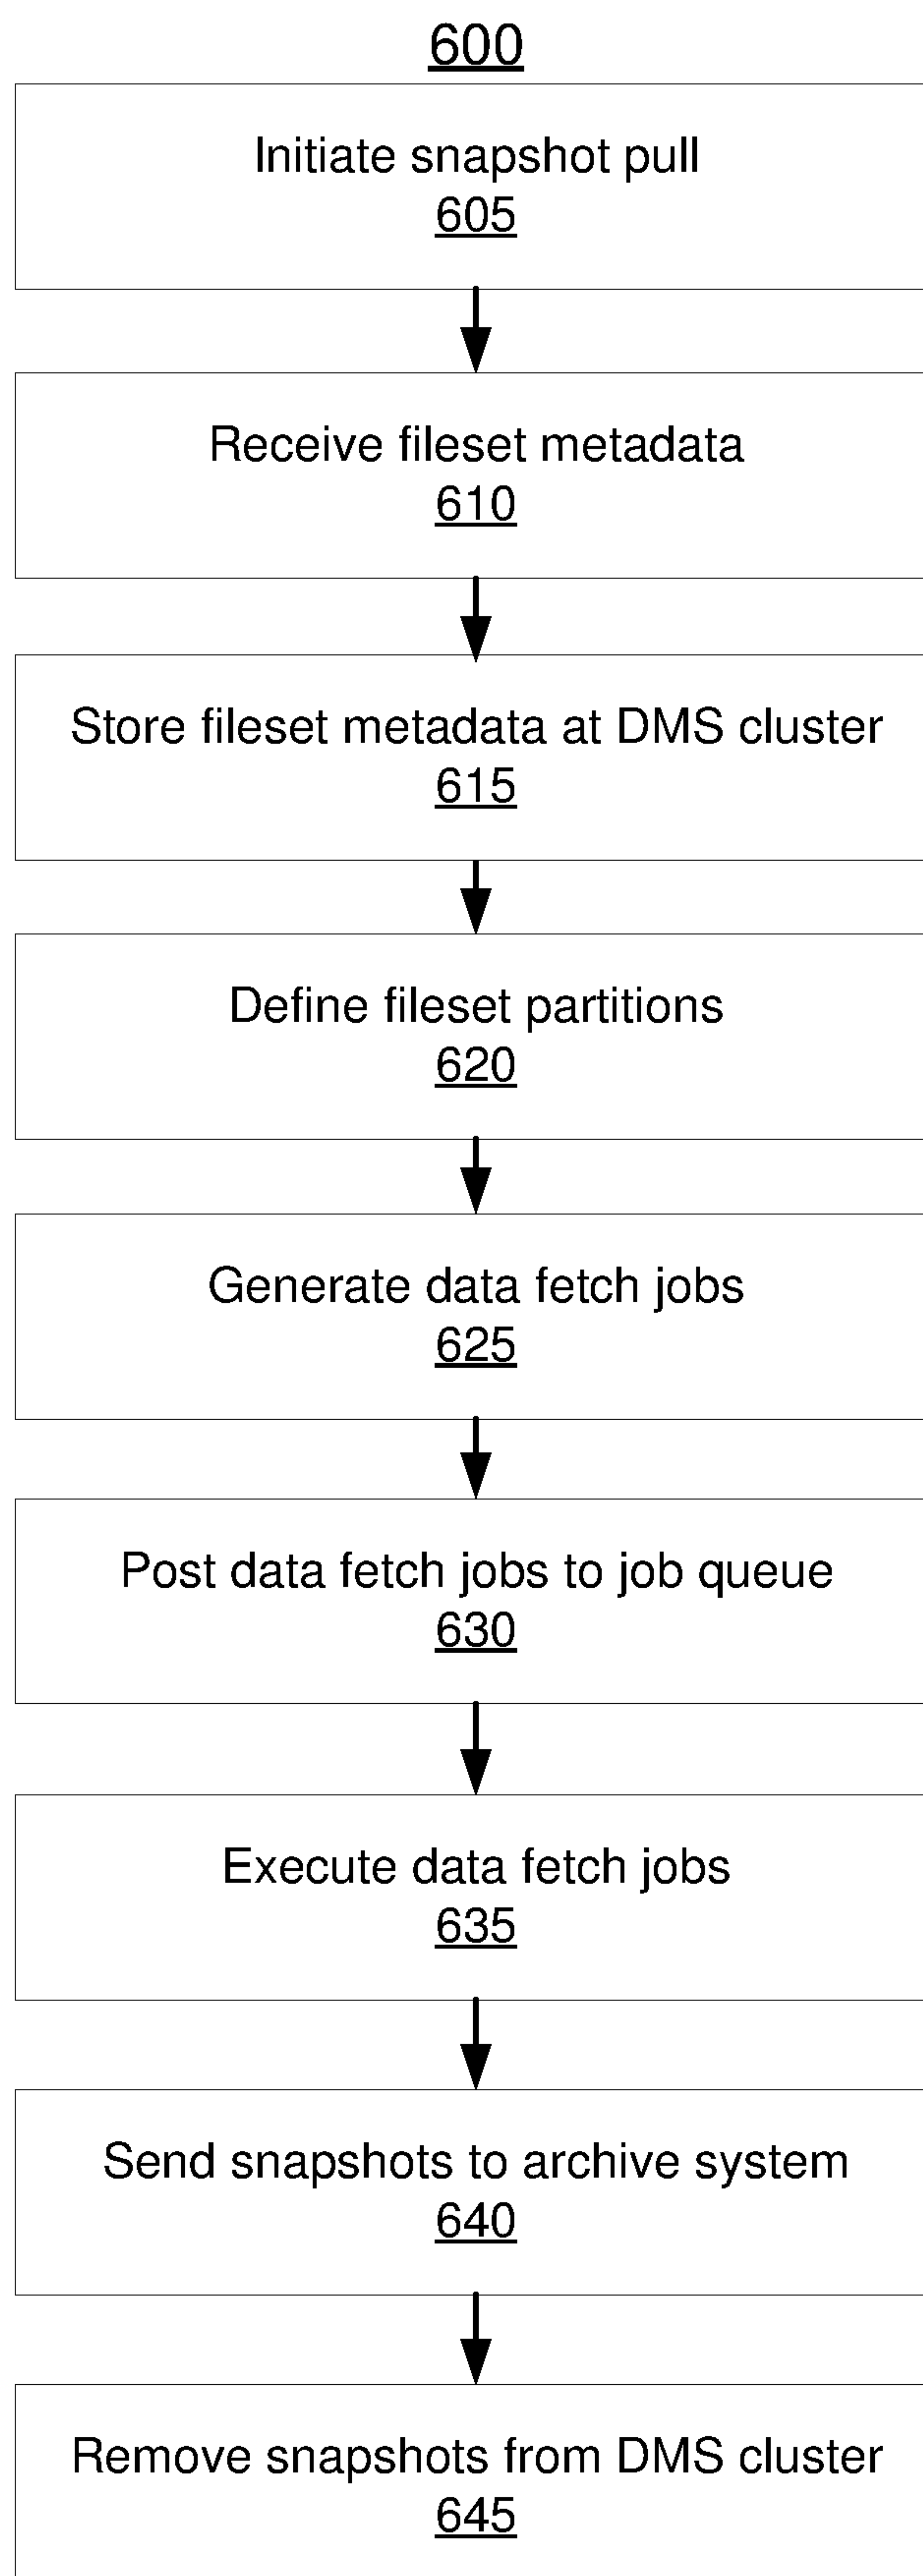 600
Initiate snapshot pull
605
Receive fileset metadata
610
Store fileset metadata at DMS cluster
615
Define fileset partitions
620
Generate data fetch jobs
625
Post data fetch jobs to job queue
630
Execute data fetch jobs
635
Send snapshots to archive system
640
Remove snapshots from DMS cluster
645